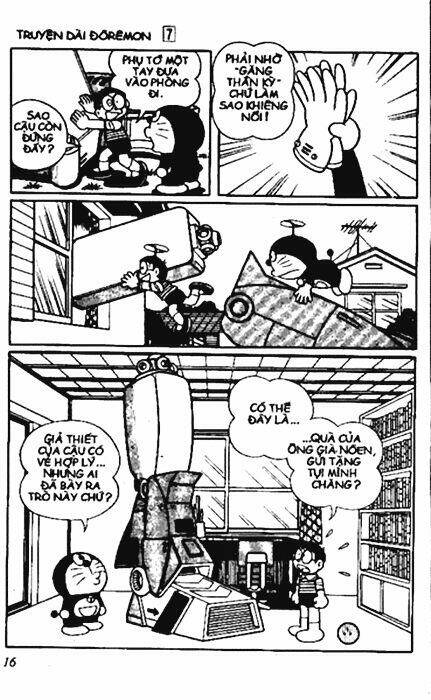 TRUYỆN DÀI ĐÔRÊMON 7
PHỤ TỚ MỘT
TAY ĐƯA
VÀO PHÒNG
ĐI.
SAO
CẬU CÒN
ĐỨNG
ĐẤY?
PHẢI NHỜ
"GĂNG
THẦN KỲ"
CHỨ LÀM
SAO KHIÊNG
NỔI!
GIẢ THIẾT
CỦA CẬU CÓ
VẺ HỢP LÝ...
NHƯNG AI
ĐÃ BÀY RA
TRÒ NÀY CHỨ?
CÓ THỂ
ĐÂY LÀ...
...QUÀ CỦA
ÔNG GIÀ NÔEN,
GỬI TẶNG
TỤI MÌNH
CHĂNG?
16